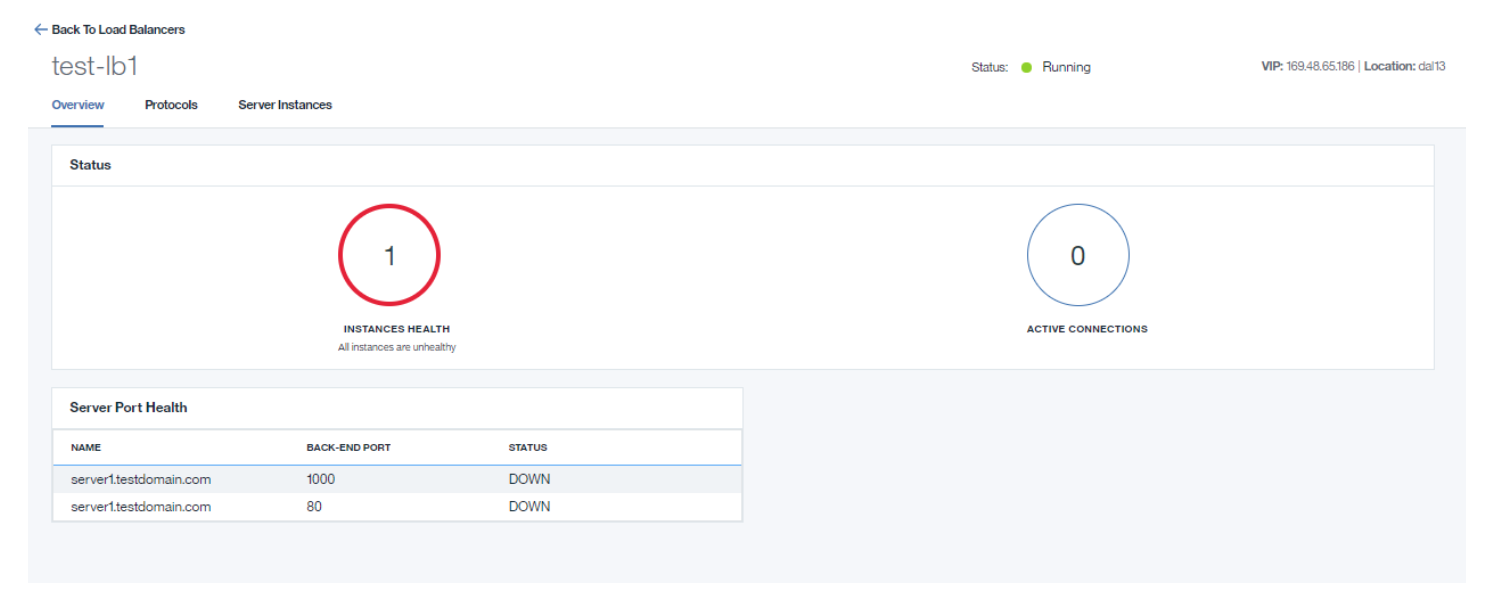 ← Back To Load Balancers
test-lb1
Status: Running
VIP: 169.48.65.186 | Location: dal13
Overview Protocols Server Instances
Status
1
0
INSTANCES HEALTH
ACTIVE CONNECTIONS
All instances are unhealthy
Server Port Health
NAME BACK-END PORT STATUS
server1.testdomain.com 1000 DOWN
server1.testdomain.com 80 DOWN